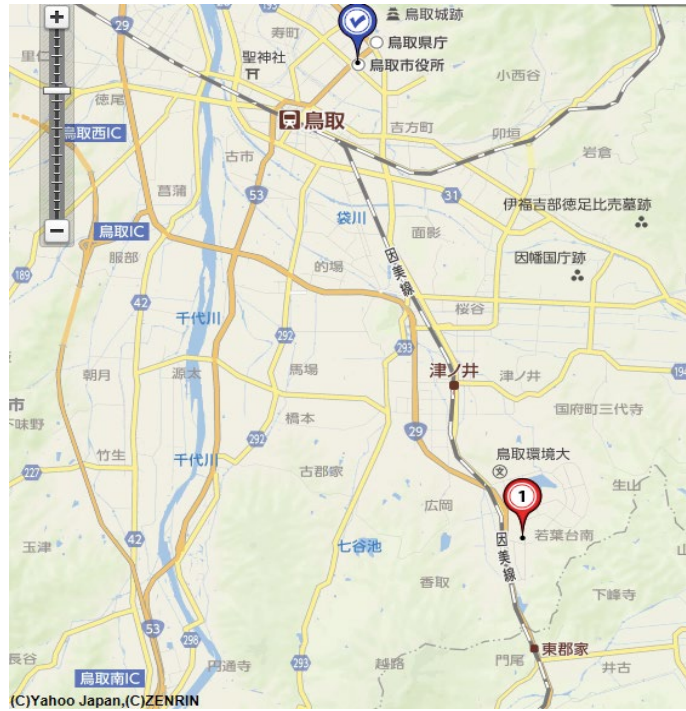 29
寿町
鳥取城跡
鳥取県庁
里仁
聖神社
鳥取市役所
小西谷
徳尾
鳥取
鳥取西IC
吉方町
卯垣
古市
岩倉
菖蒲
53
31
鳥取IC
袋川
伊福吉部徳足比売墓跡
服部
面影
的場
因幡国庁跡
189
因美線
42
千代川
桜谷
292
293
朝月
源太
馬場
津ノ井
津ノ井
194
市
国府町三代寺
下味野
橋本
29
竹生
292
鳥取環境大
千代川
文
227
古郡家
生山
広岡
1
玉津
42
七谷池
若葉台南
因美線
香取
下峰寺
53
298
長谷
円通寺
293
越路
門尾
東郡家
井古
鳥取南IC
山
(C)Yahoo Japan,(C)ZENRIN